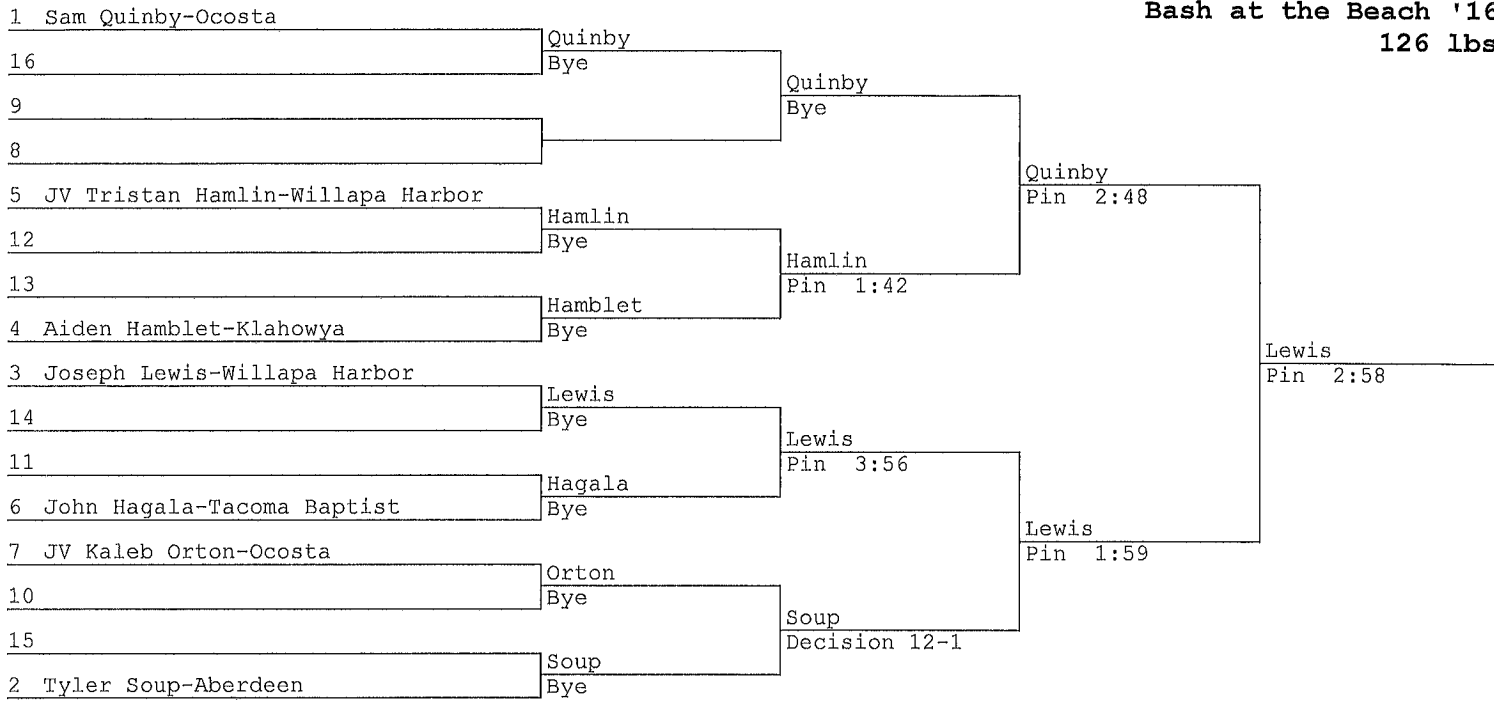 Bash at the Beach '16
126 lbs
1 Sam Quinby-Ocosta
Quinby
16
Bye
Quinby
9
Bye
8
Quinby
5 JV Tristan Hamlin-Willapa Harbor
Pin 2:48
Hamlin
12
Bye
Hamlin
13
Pin 1:42
Hamblet
4 Aiden Hamblet-Klahowya
Bye
Lewis
3 Joseph Lewis-Willapa Harbor
Pin 2:58
Lewis
14
Bye
Lewis
11
Pin 3:56
Hagala
6 John Hagala-Tacoma Baptist
Bye
Lewis
7 JV Kaleb Orton-Ocosta
Pin 1:59
Orton
10
Bye
Soup
15
Decision 12-1
Soup
2 Tyler Soup-Aberdeen
Bye